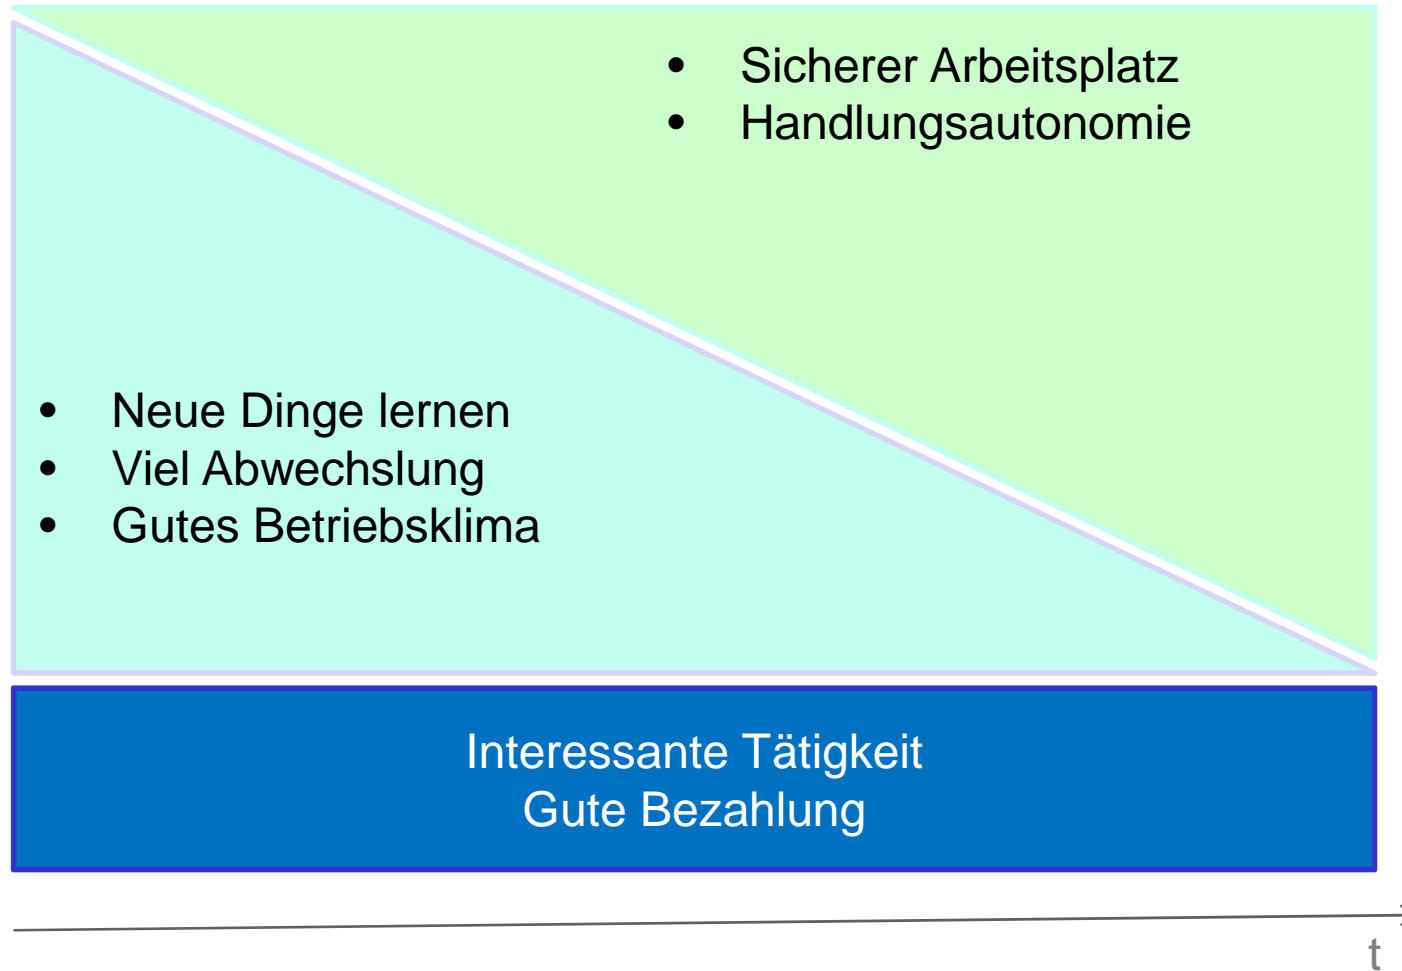 • Sicherer Arbeitsplatz
• Handlungsautonomie
• Neue Dinge lernen
• Viel Abwechslung
• Gutes Betriebsklima
Interessante Tätigkeit
Gute Bezahlung
t